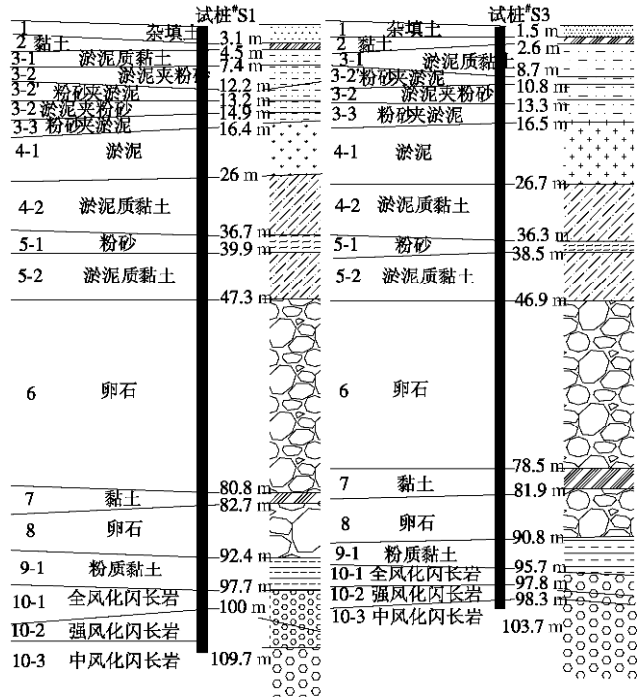 试桩#S1
1 杂填土
3.1 m
2 黏土
4.5 m
3-1 淤泥质黏土
7.4 m
3-2 淤泥夹粉砂
12.2 m
3-2 粉砂夹淤泥
13.2 m
3-2 淤泥夹粉砂
14.9 m
3-3 粉砂夹淤泥
16.4 m
4-1 淤泥
26 m
4-2 淤泥质黏土
36.7 m
5-1 粉砂
39.9 m
5-2 淤泥质黏土
47.3 m
6 卵石
80.8 m
7 黏土
82.7 m
8 卵石
92.4 m
9-1 粉质黏土
97.7 m
10-1 全风化闪长岩
100 m
10-2 强风化闪长岩
10-3 中风化闪长岩
109.7 m
试桩#S3
1 杂填土
1.5 m
2 黏土
2.6 m
3-1 淤泥质黏土
8.7 m
3-2 粉砂夹淤泥
10.8 m
3-2 淤泥夹粉砂
13.3 m
3-3 粉砂夹淤泥
16.5 m
4-1 淤泥
26.7 m
4-2 淤泥质黏土
36.3 m
5-1 粉砂
38.5 m
5-2 淤泥质黏土
46.9 m
6 卵石
78.5 m
7 黏土
81.9 m
8 卵石
90.8 m
9-1 粉质黏土
95.7 m
10-1 全风化闪长岩
97.8 m
10-2 强风化闪长岩
98.3 m
10-3 中风化闪长岩
103.7 m